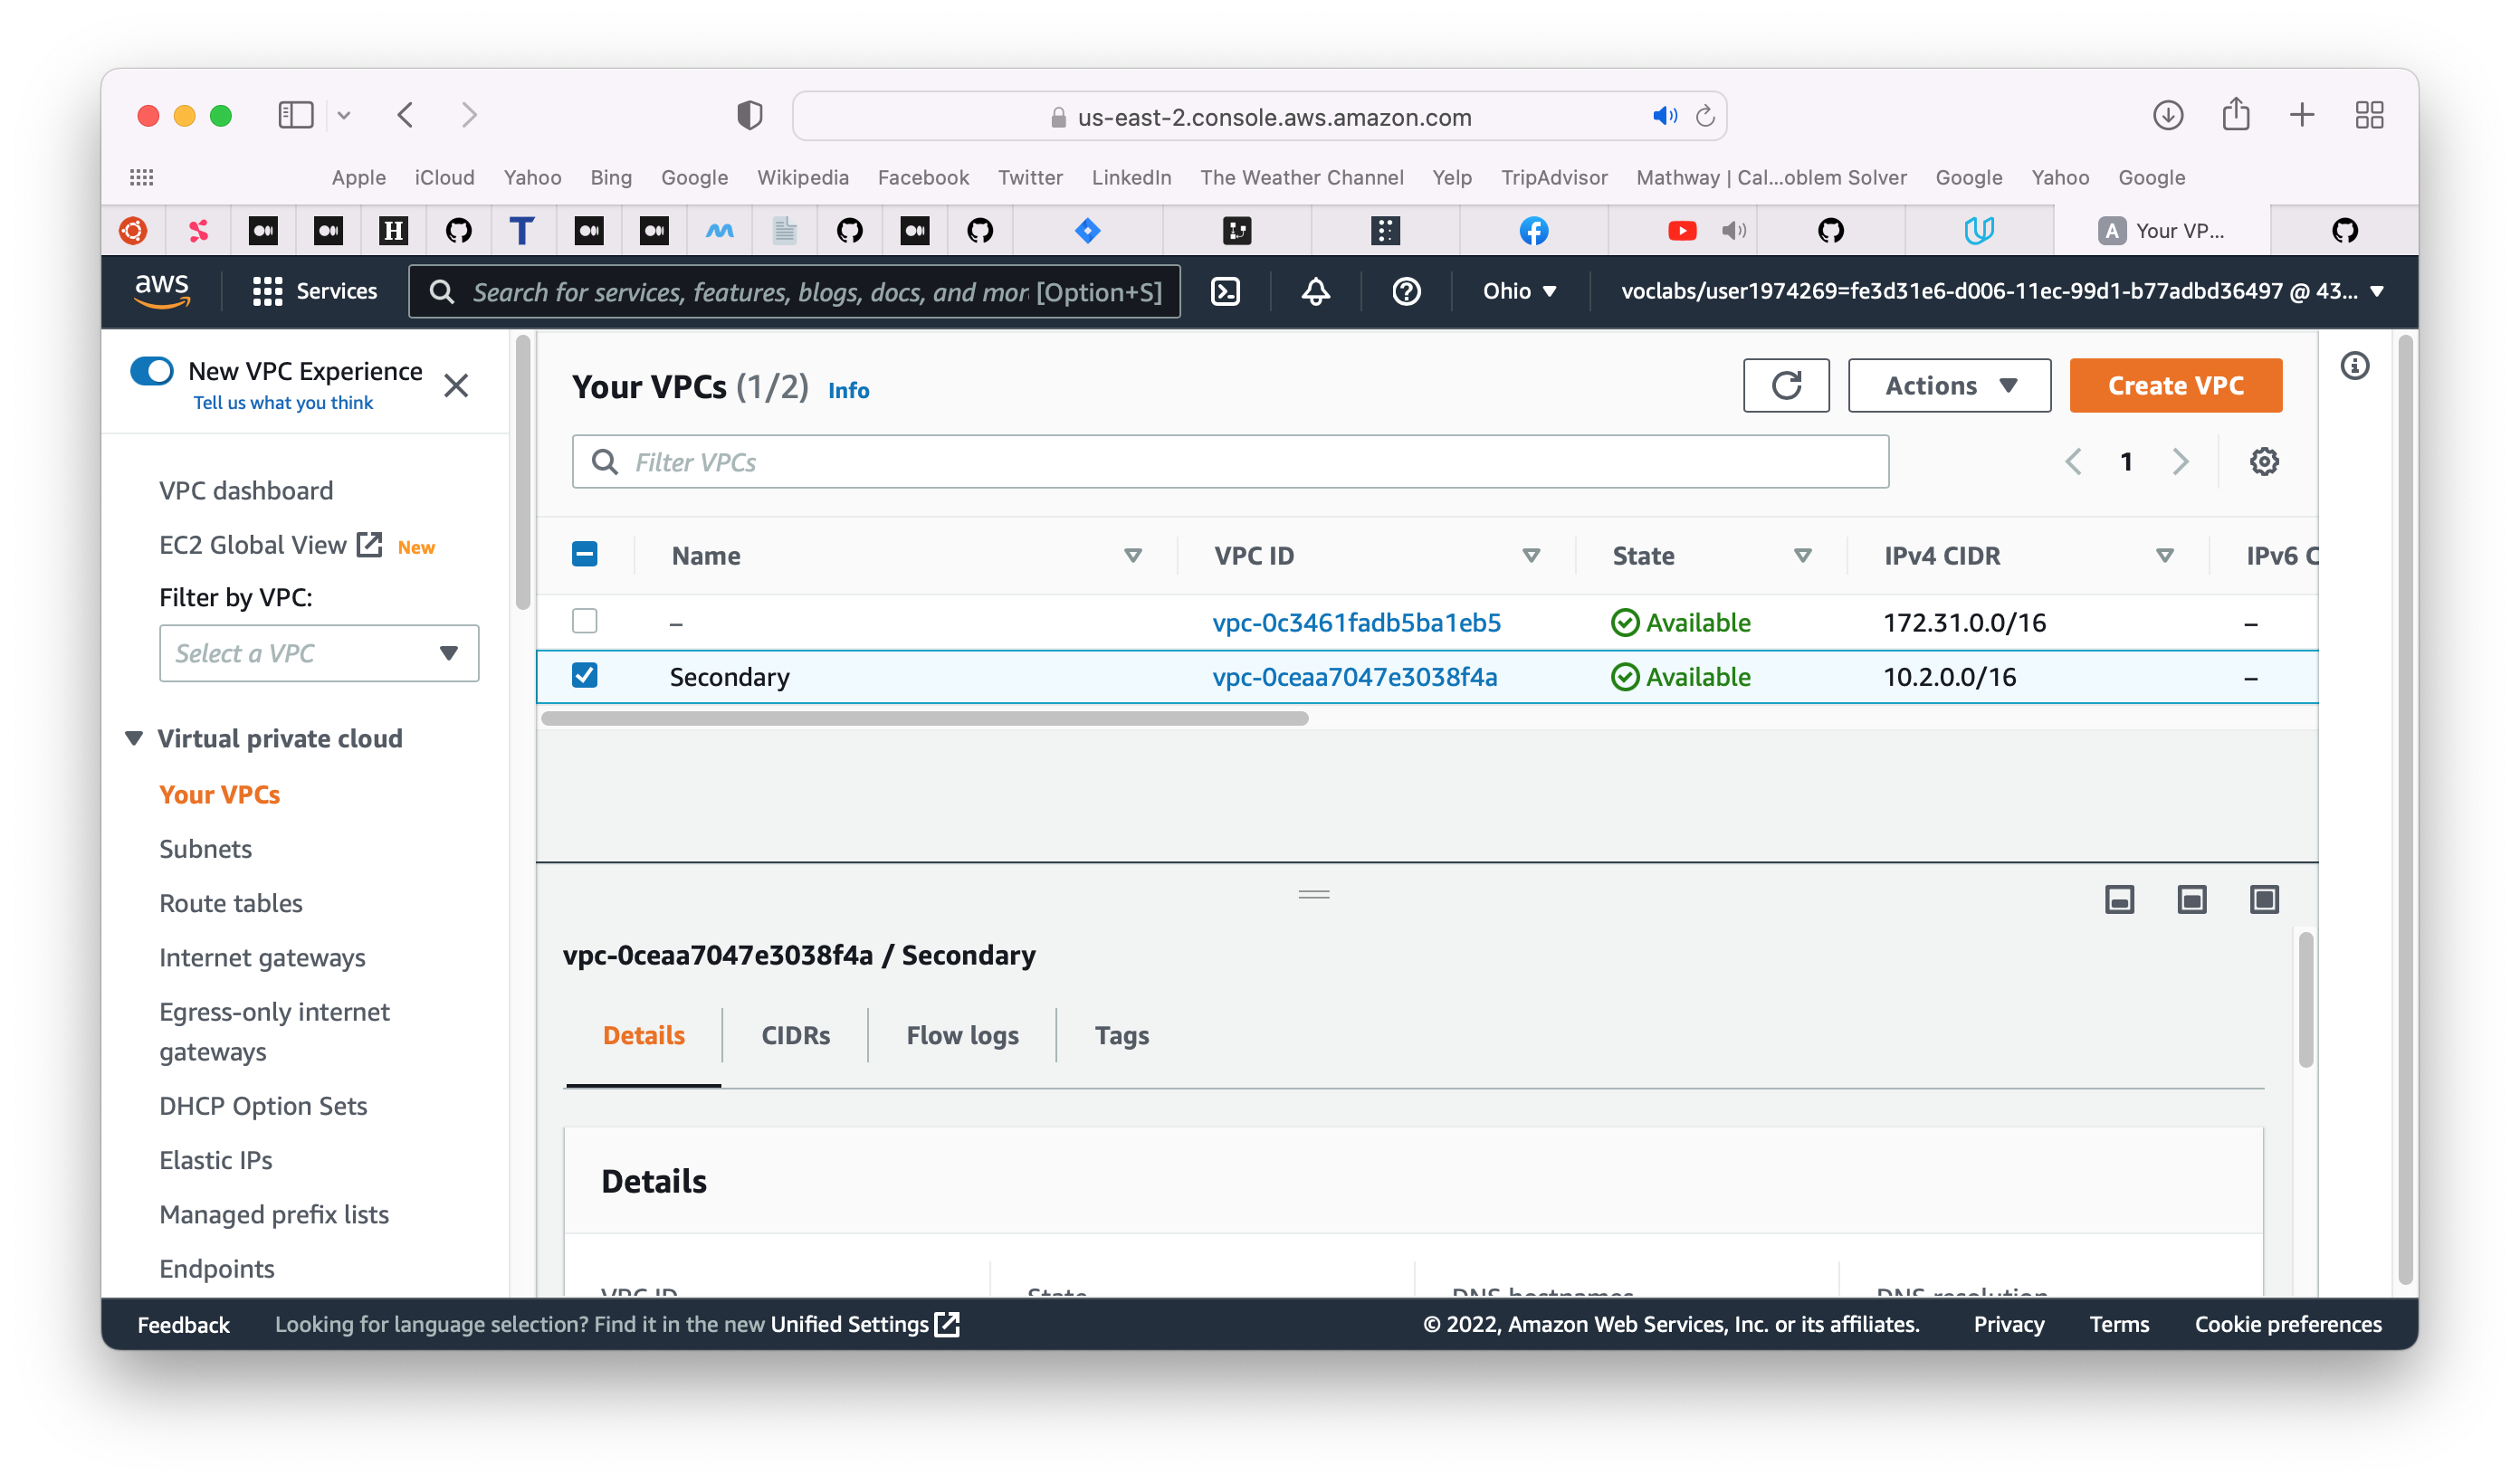 us-east-2.console.aws.amazon.com
Apple iCloud Yahoo Bing Google Wikipedia Facebook Twitter LinkedIn The Weather Channel Yelp TripAdvisor Mathway | Cal...oblem Solver Google Yahoo Google
H T A Your VP...
aws Services Search for services, features, blogs, docs, and mor [Option+S] Ohio voclabs/user1974269=fe3d31e6-d006-11ec-99d1-b77adbd36497 @ 43...
New VPC Experience
Tell us what you think
Your VPCs (1/2) Info Actions Create VPC
Filter VPCs 1
VPC dashboard
EC2 Global View New
Filter by VPC:
Select a VPC
Name VPC ID State IPv4 CIDR IPv6 C
– vpc-0c3461fadb5ba1eb5 Available 172.31.0.0/16 –
Secondary vpc-0ceaa7047e3038f4a Available 10.2.0.0/16 –
Virtual private cloud
Your VPCs
Subnets
Route tables
Internet gateways
Egress-only internet
gateways
DHCP Option Sets
Elastic IPs
Managed prefix lists
Endpoints
vpc-0ceaa7047e3038f4a / Secondary
Details CIDRs Flow logs Tags
Details
VPC ID State DNS hostnames DNS resolution
Feedback Looking for language selection? Find it in the new Unified Settings © 2022, Amazon Web Services, Inc. or its affiliates. Privacy Terms Cookie preferences